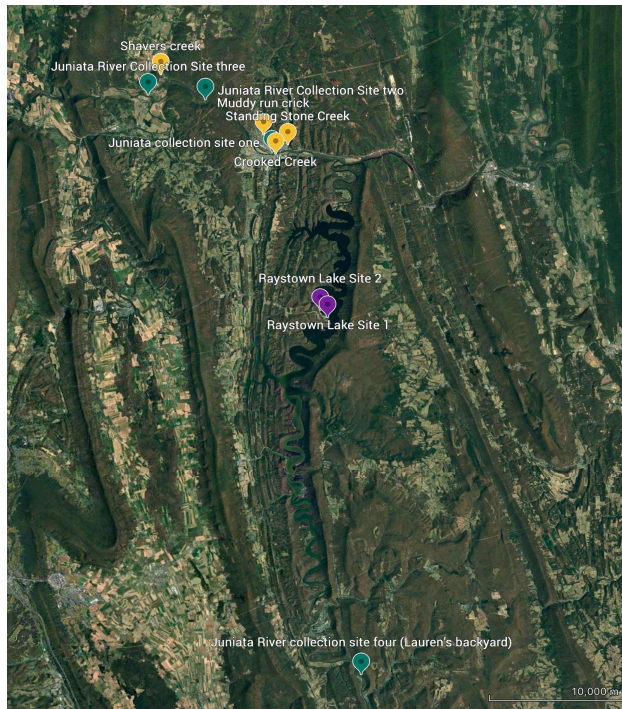 Shavers creek
Juniata River Collection Site three
Juniata River Collection Site two
Muddy run crick
Standing Stone Creek
Juniata collection site one
Crooked Creek
Raystown Lake Site 2
Raystown Lake Site 1
Juniata River collection site four (Lauren's backyard)
10,000 m